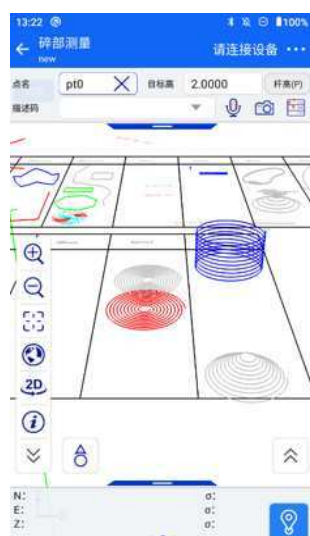 13:22
100%
碎部测量
new
请连接设备
点名 pt0 目标高 2.0000 杆高(P)
描述码
2D
N: σ:
E: σ:
Z: σ: